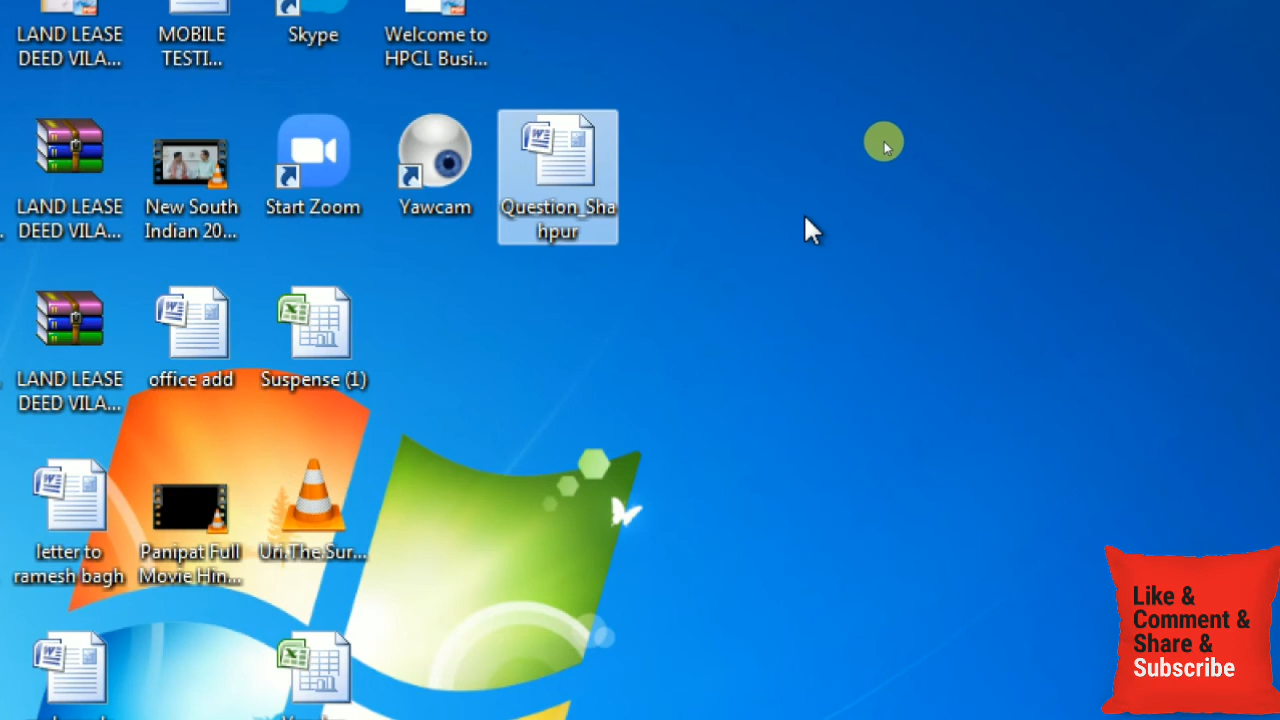 LAND LEASE
DEED VILA...
MOBILE
TESTI...
Skype
Welcome to
HPCL Busi...
LAND LEASE
DEED VILA...
New South
Indian 20...
Start Zoom
Yawcam
Question_Sha
hpur
LAND LEASE
DEED VILA...
office add
Suspense (1)
letter to
ramesh bagh
Panipat Full
Movie Hin...
Uri.The.Sur...
Like &
Comment &
Share &
Subscribe